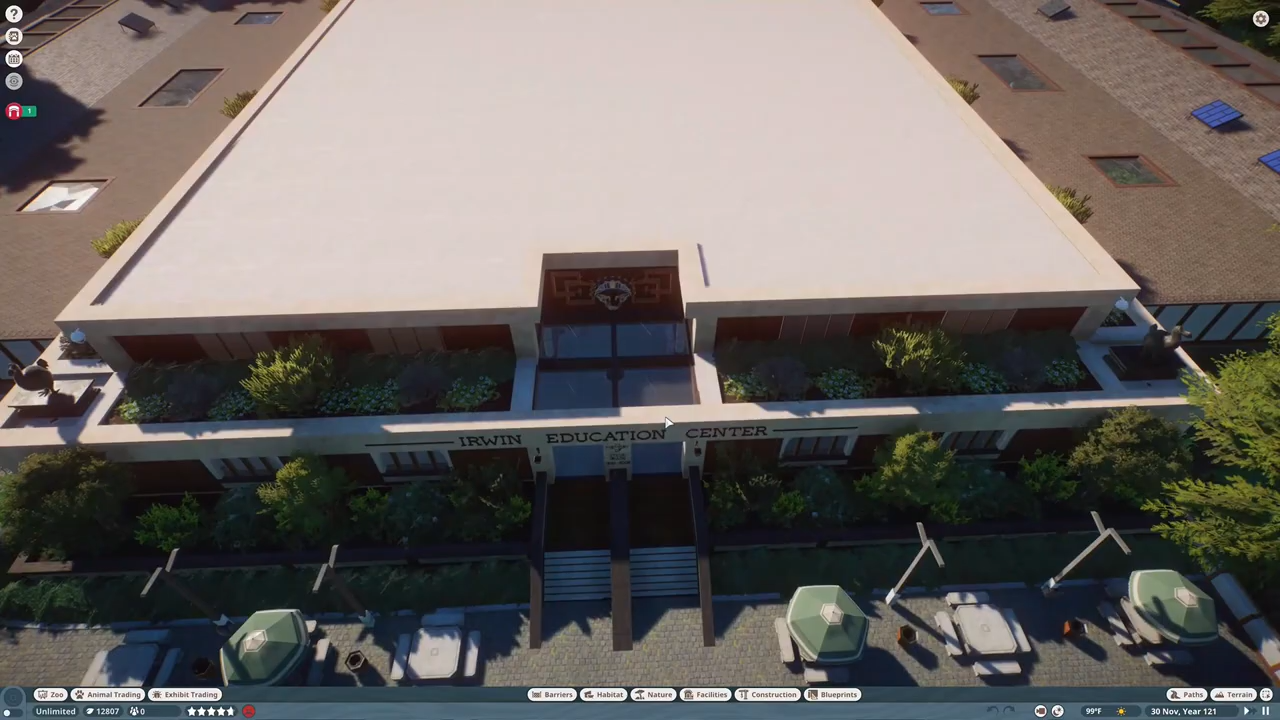 ?
1
IRWIN EDUCATION CENTER
Zoo Animal Trading Exhibit Trading Barriers Habitat Nature Facilities Construction Blueprints Paths Terrain
Unlimited 12807 0 99°F 30 Nov, Year 121